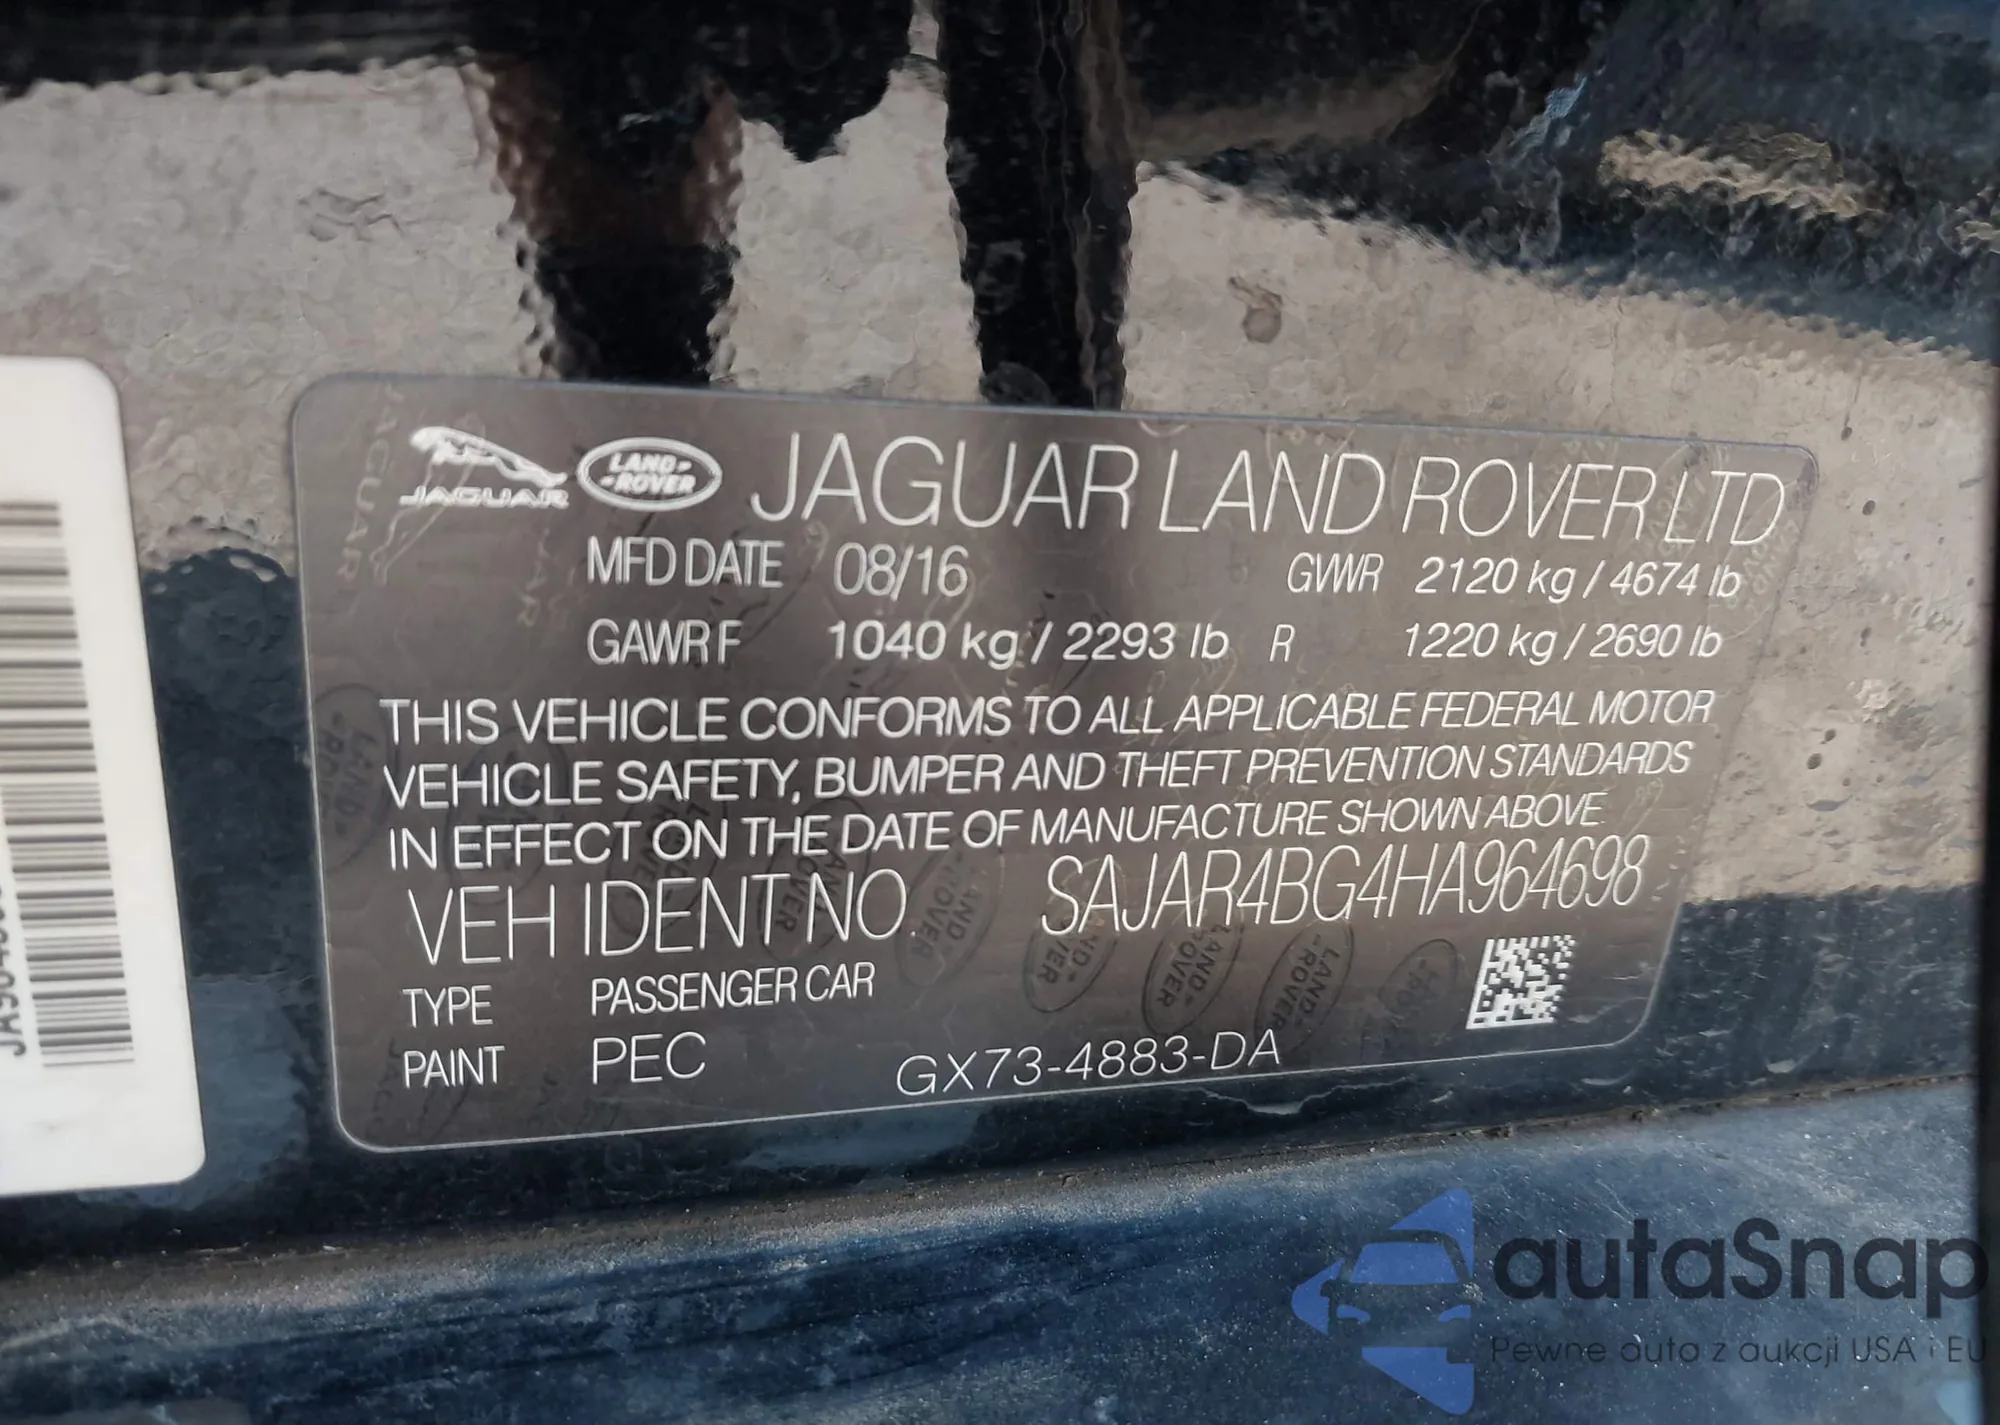 JAGUAR
LAND-
-ROVER
JAGUAR LAND ROVER LTD
MFD DATE 08/16 GVWR 2120 kg / 4674 lb
GAWR F 1040 kg / 2293 lb R 1220 kg / 2690 lb
THIS VEHICLE CONFORMS TO ALL APPLICABLE FEDERAL MOTOR
VEHICLE SAFETY, BUMPER AND THEFT PREVENTION STANDARDS
IN EFFECT ON THE DATE OF MANUFACTURE SHOWN ABOVE.
VEH IDENT NO. SAJAR4BG4HA964698
TYPE PASSENGER CAR
PAINT PEC GX73-4883-DA
autaSnap
Pewne auta z aukcji USA i EU